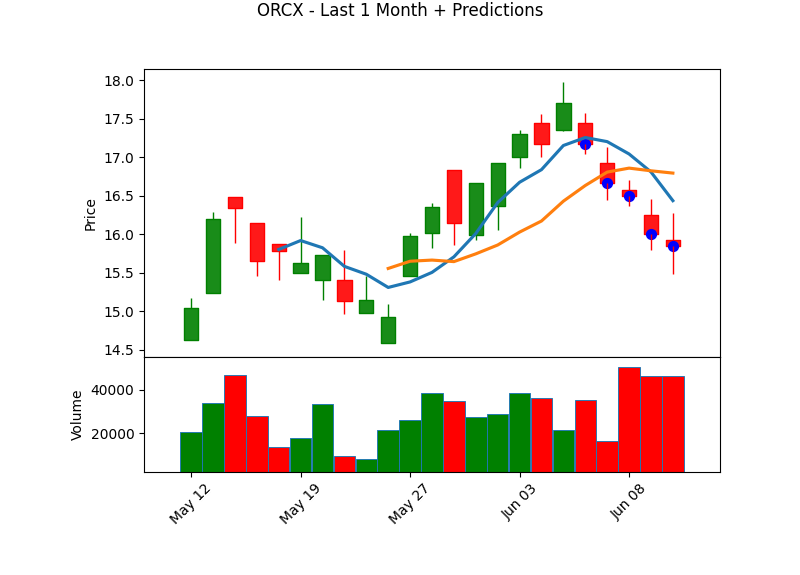 ORCX - Last 1 Month + Predictions
18.0
17.5
17.0
16.5
16.0
15.5
15.0
14.5
Price
40000
20000
Volume
May 12
May 19
May 27
Jun 03
Jun 08